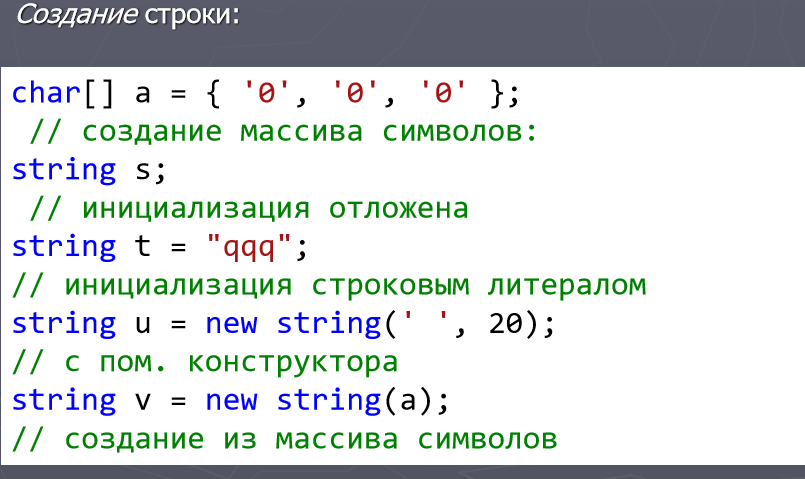 Создание строки:
char[] a = { '0', '0', '0' };
// создание массива символов:
string s;
// инициализация отложена
string t = "qqq";
// инициализация строковым литералом
string u = new string(' ', 20);
// с пом. конструктора
string v = new string(a);
// создание из массива символов